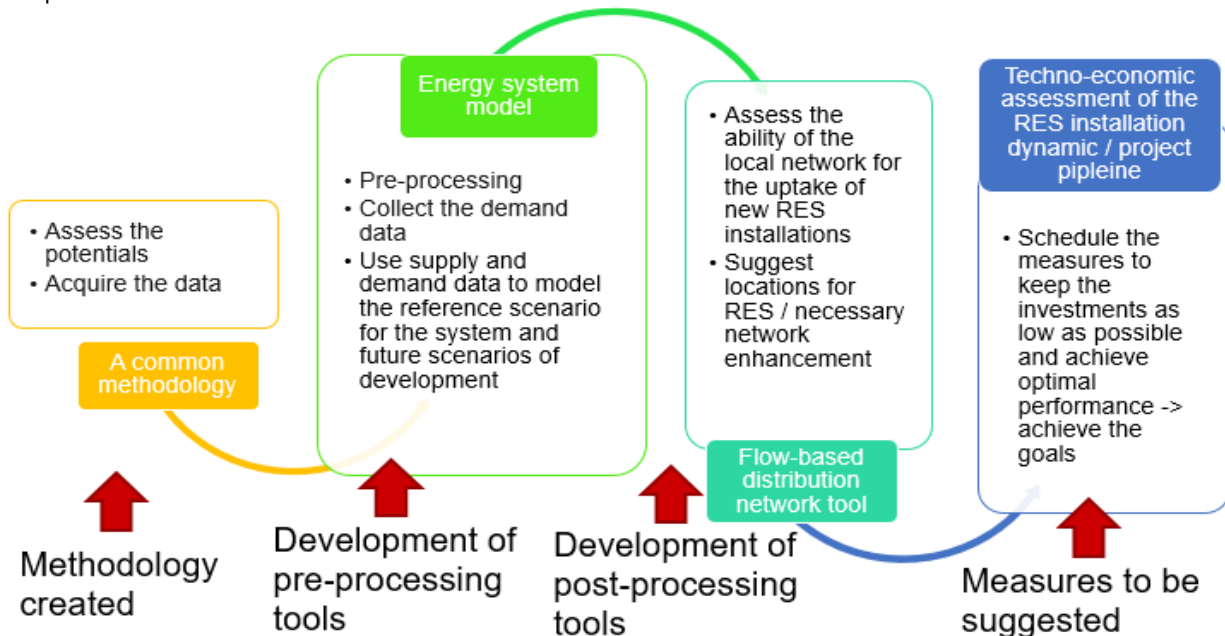 • Assess the
potentials
• Acquire the data
A common
methodology
Energy system
model
• Pre-processing
• Collect the demand
data
• Use supply and
demand data to model
the reference scenario
for the system and
future scenarios of
development
• Assess the
ability of the
local network for
the uptake of
new RES
installations
• Suggest
locations for
RES / necessary
network
enhancement
Flow-based
distribution
network tool
Techno-economic
assessment of the
RES installation
dynamic / project
pipleine
• Schedule the
measures to
keep the
investments as
low as possible
and achieve
optimal
performance ->
achieve the
goals
Methodology
created
Development of
pre-processing
tools
Development of
post-processing
tools
Measures to be
suggested